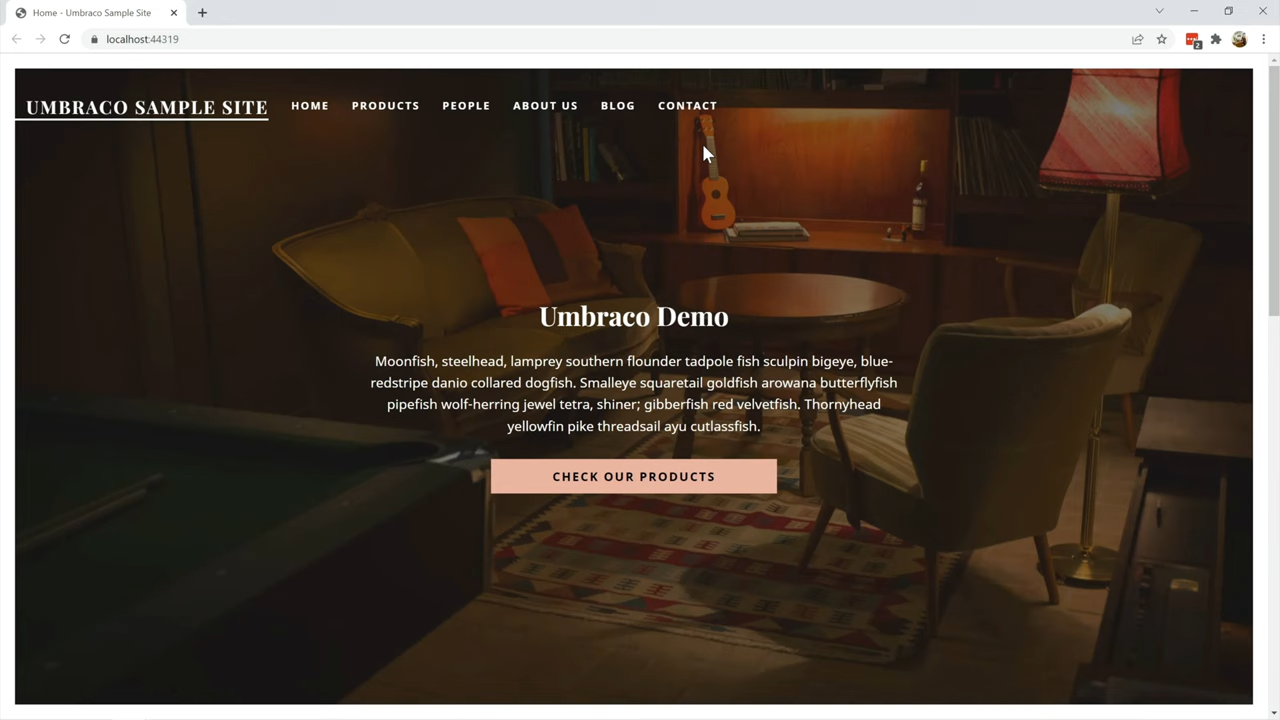 Home - Umbraco Sample Site
localhost:44319
2
UMBRACO SAMPLE SITE HOME PRODUCTS PEOPLE ABOUT US BLOG CONTACT
Umbraco Demo
Moonfish, steelhead, lamprey southern flounder tadpole fish sculpin bigeye, blue-
redstripe danio collared dogfish. Smalleye squaretail goldfish arowana butterflyfish
pipefish wolf-herring jewel tetra, shiner; gibberfish red velvetfish. Thornyhead
yellowfin pike threadsail ayu cutlassfish.
CHECK OUR PRODUCTS